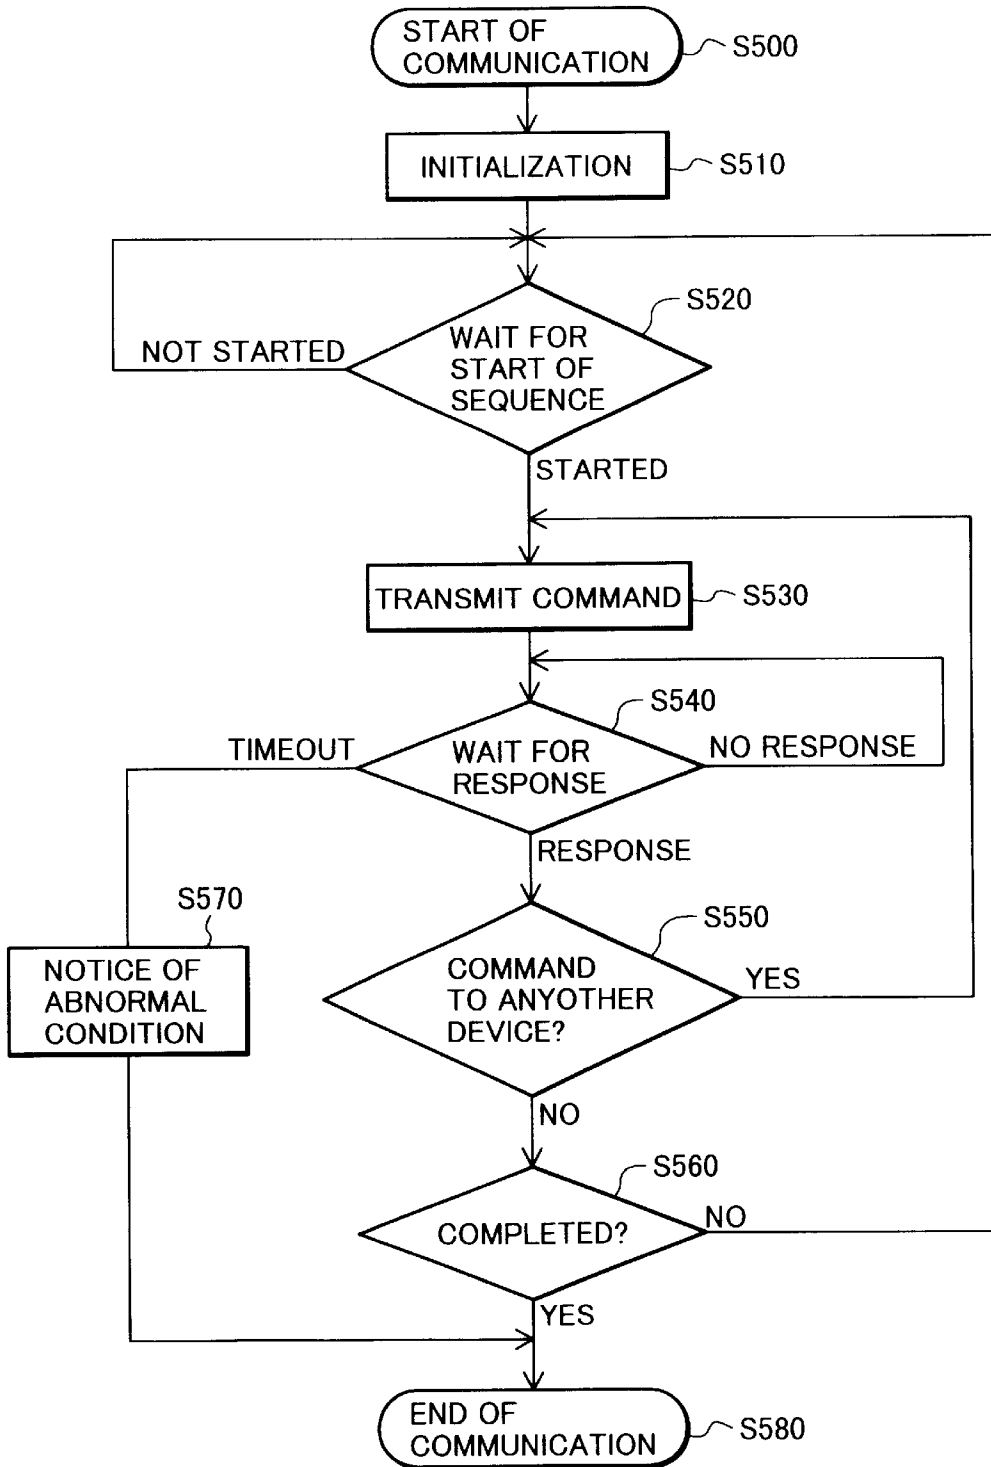 START OF
COMMUNICATION
S500
INITIALIZATION
S510
S520
WAIT FOR
START OF
SEQUENCE
NOT STARTED
STARTED
TRANSMIT COMMAND
S530
S540
TIMEOUT
WAIT FOR
RESPONSE
NO RESPONSE
RESPONSE
S570
NOTICE OF
ABNORMAL
CONDITION
S550
COMMAND
TO ANYOTHER
DEVICE?
YES
NO
S560
COMPLETED?
NO
YES
END OF
COMMUNICATION
S580